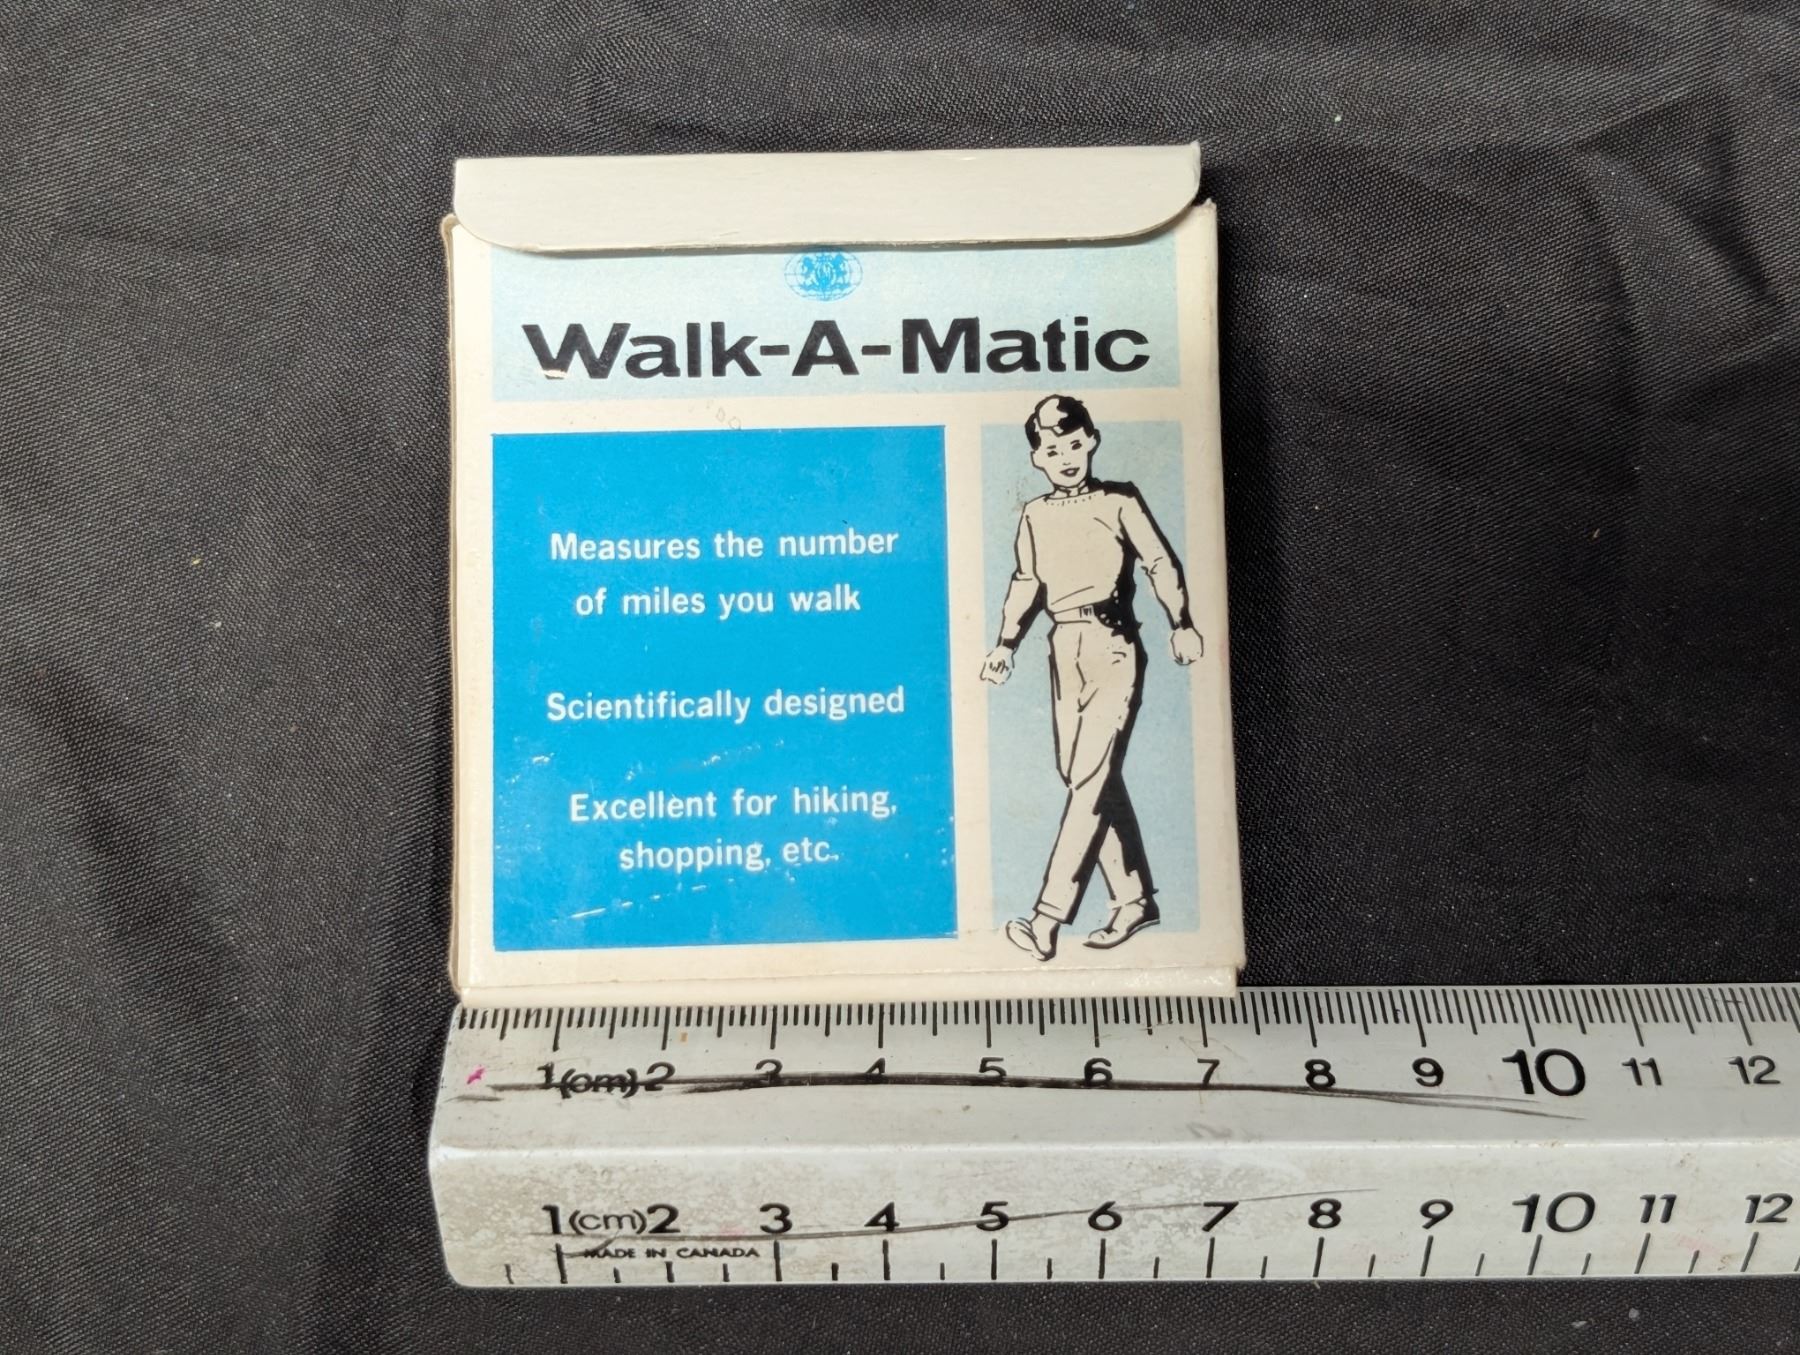 Walk-A-Matic
Measures the number
of miles you walk
Scientifically designed
Excellent for hiking,
shopping, etc.
1(cm) 2 3 4 5 6 7 8 9 10 11 12
1(cm) 2 3 4 5 6 7 8 9 10 11 12
MADE IN CANADA